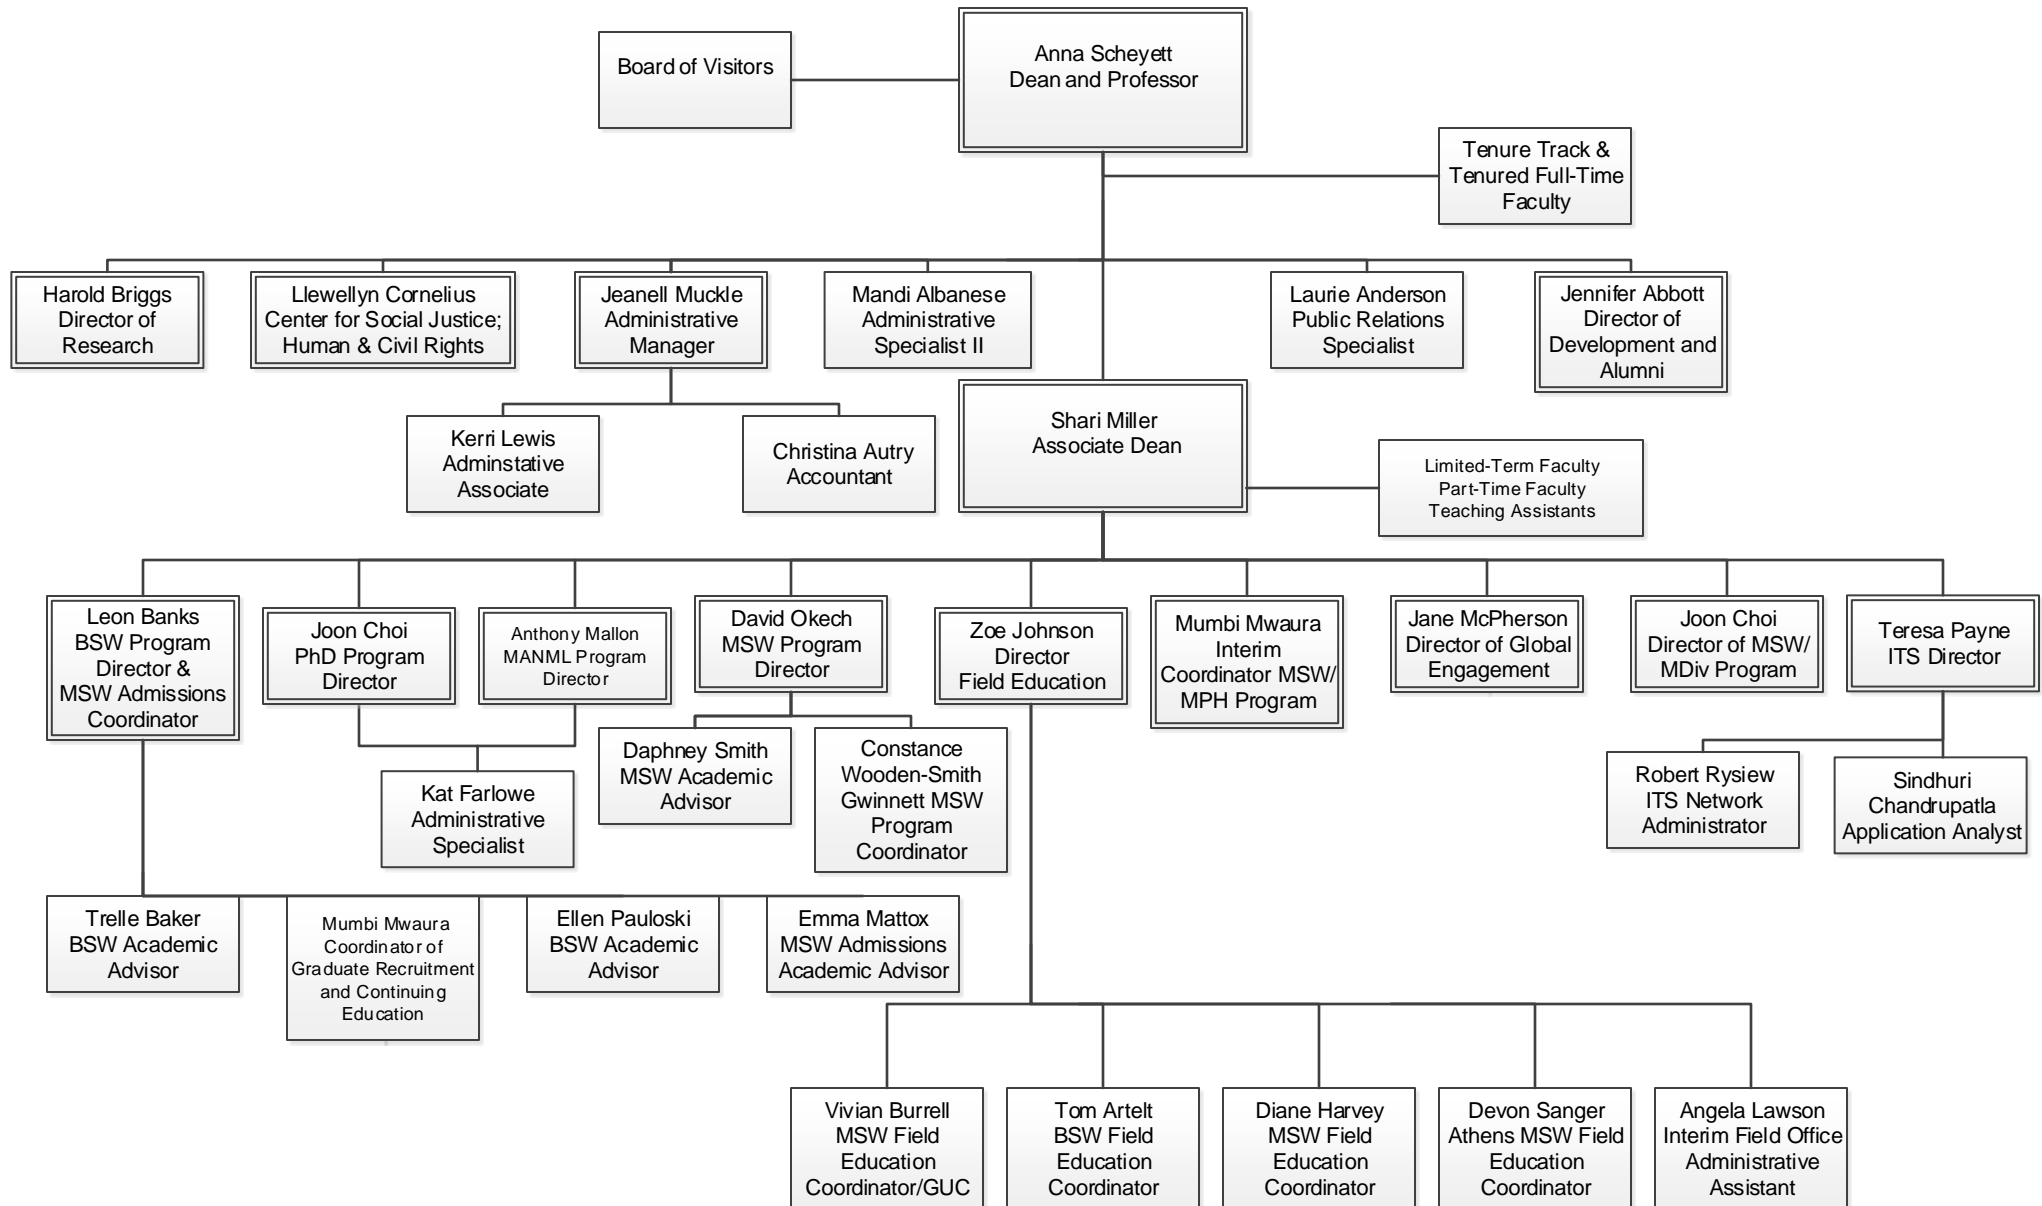 Board of Visitors
Anna Scheyett
Dean and Professor
Tenure Track &
Tenured Full-Time
Faculty
Harold Briggs
Director of
Research
Llewellyn Cornelius
Center for Social Justice;
Human & Civil Rights
Jeanell Muckle
Administrative
Manager
Mandi Albanese
Administrative
Specialist II
Laurie Anderson
Public Relations
Specialist
Jennifer Abbott
Director of
Development and
Alumni
Kerri Lewis
Adminstative
Associate
Christina Autry
Accountant
Shari Miller
Associate Dean
Limited-Term Faculty
Part-Time Faculty
Teaching Assistants
Leon Banks
BSW Program
Director &
MSW Admissions
Coordinator
Joon Choi
PhD Program
Director
Anthony Mallon
MANML Program
Director
David Okech
MSW Program
Director
Zoe Johnson
Director
Field Education
Mumbi Mwaura
Interim
Coordinator MSW/
MPH Program
Jane McPherson
Director of Global
Engagement
Joon Choi
Director of MSW/
MDiv Program
Teresa Payne
ITS Director
Kat Farlowe
Administrative
Specialist
Daphney Smith
MSW Academic
Advisor
Constance
Wooden-Smith
Gwinnett MSW
Program
Coordinator
Robert Rysiew
ITS Network
Administrator
Sindhuri
Chandrupatla
Application Analyst
Trelle Baker
BSW Academic
Advisor
Mumbi Mwaura
Coordinator of
Graduate Recruitment
and Continuing
Education
Ellen Pauloski
BSW Academic
Advisor
Emma Mattox
MSW Admissions
Academic Advisor
Vivian Burrell
MSW Field
Education
Coordinator/GUC
Tom Artelt
BSW Field
Education
Coordinator
Diane Harvey
MSW Field
Education
Coordinator
Devon Sanger
Athens MSW Field
Education
Coordinator
Angela Lawson
Interim Field Office
Administrative
Assistant